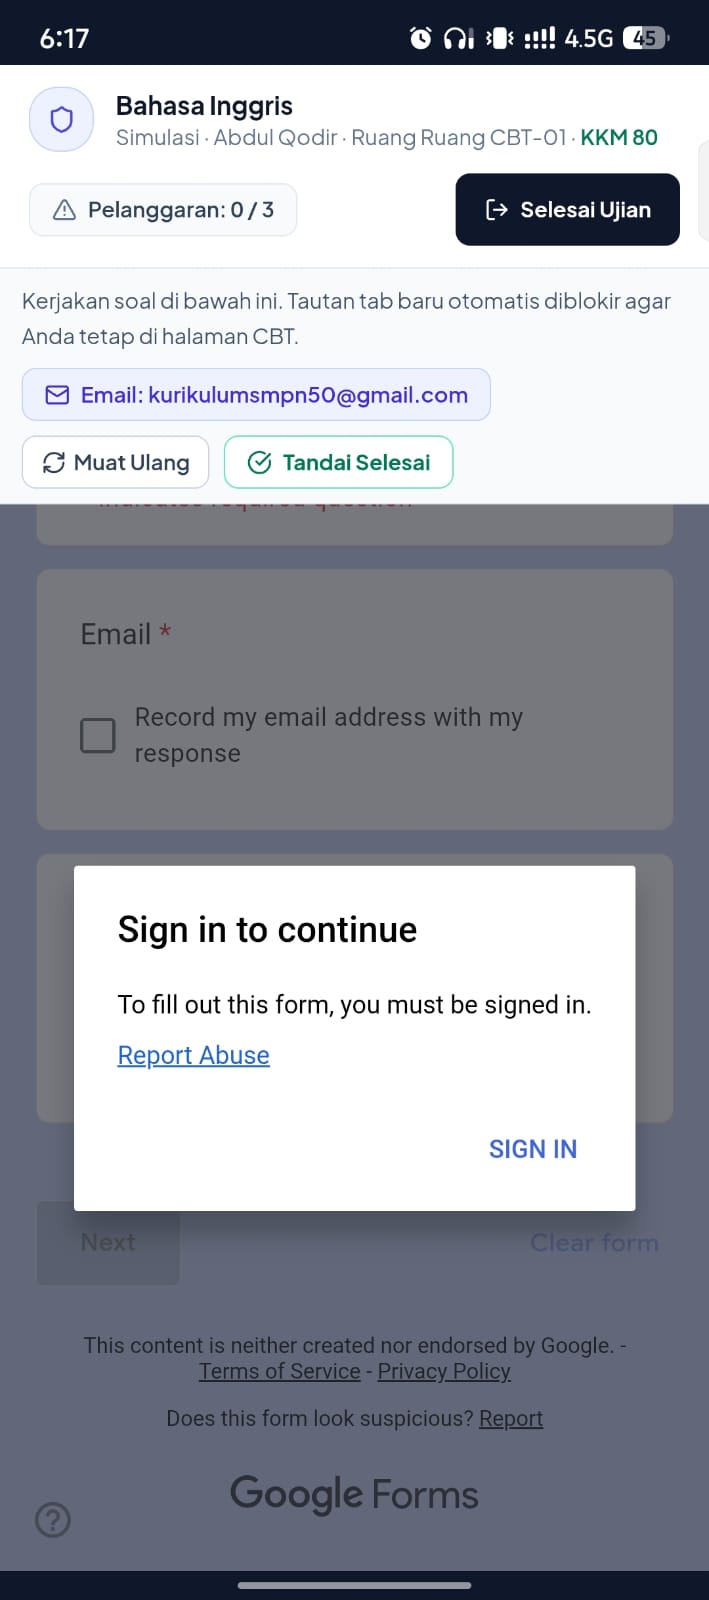 6:17
4.5G
45
Bahasa Inggris
Simulasi · Abdul Qodir · Ruang Ruang CBT-01 · KKM 80
Pelanggaran: 0 / 3
Selesai Ujian
Kerjakan soal di bawah ini. Tautan tab baru otomatis diblokir agar
Anda tetap di halaman CBT.
Email: kurikulumsmpn50@gmail.com
Muat Ulang
Tandai Selesai
Email *
Record my email address with my
response
Sign in to continue
To fill out this form, you must be signed in.
Report Abuse
SIGN IN
Next
Clear form
This content is neither created nor endorsed by Google. -
Terms of Service - Privacy Policy
Does this form look suspicious? Report
Google Forms